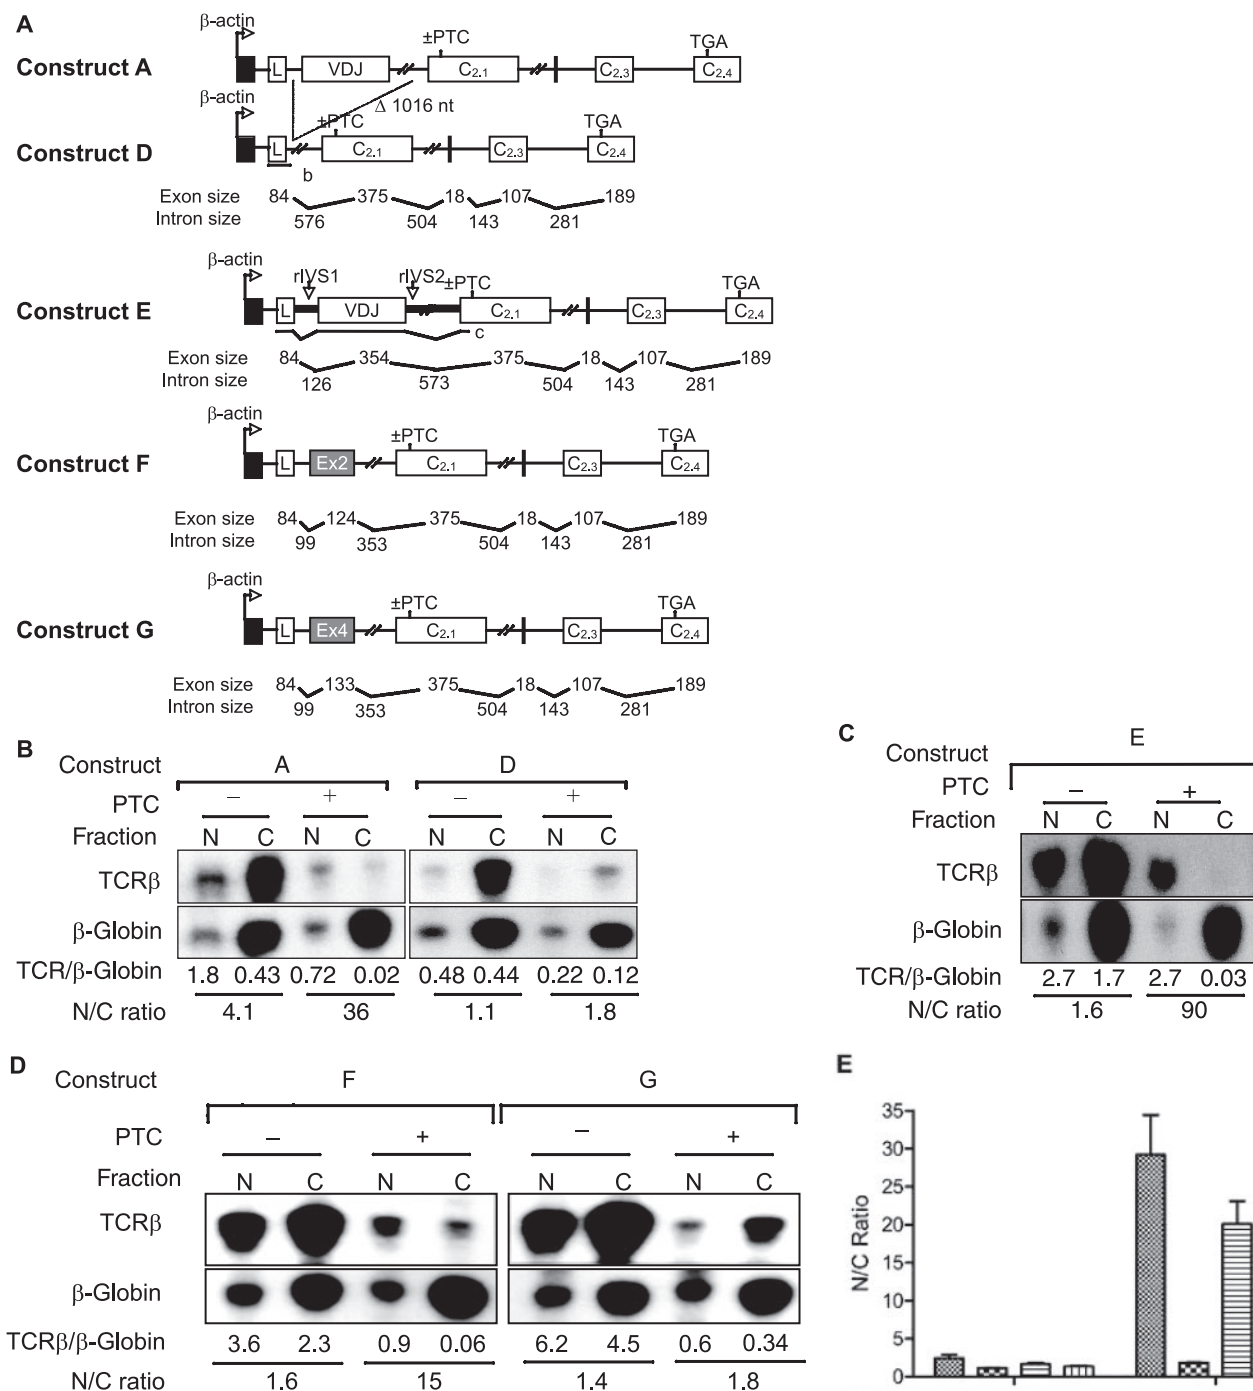 A
β-actin
±PTC
TGA
Construct A
L
VDJ
C2.1
C2.3
C2.4
β-actin
Δ 1016 nt
±PTC
TGA
Construct D
L
C2.1
C2.3
C2.4
b
Exon size 84 375 18 107 189
Intron size 576 504 143 281
β-actin
rIVS1
rIVS2
±PTC
TGA
Construct E
L
VDJ
C2.1
C2.3
C2.4
c
Exon size 84 354 375 18 107 189
Intron size 126 573 504 143 281
β-actin
±PTC
TGA
Construct F
L
Ex2
C2.1
C2.3
C2.4
Exon size 84 124 375 18 107 189
Intron size 99 353 504 143 281
β-actin
±PTC
TGA
Construct G
L
Ex4
C2.1
C2.3
C2.4
Exon size 84 133 375 18 107 189
Intron size 99 353 504 143 281
B
Construct A D
PTC − + − +
Fraction N C N C N C N C
TCRβ
β-Globin
TCR/β-Globin 1.8 0.43 0.72 0.02 0.48 0.44 0.22 0.12
N/C ratio 4.1 36 1.1 1.8
C
Construct E
PTC − +
Fraction N C N C
TCRβ
β-Globin
TCR/β-Globin 2.7 1.7 2.7 0.03
N/C ratio 1.6 90
D
Construct F G
PTC − + − +
Fraction N C N C N C N C
TCRβ
β-Globin
TCRβ/β-Globin 3.6 2.3 0.9 0.06 6.2 4.5 0.6 0.34
N/C ratio 1.6 15 1.4 1.8
E
N/C Ratio
35
30
25
20
15
10
5
0